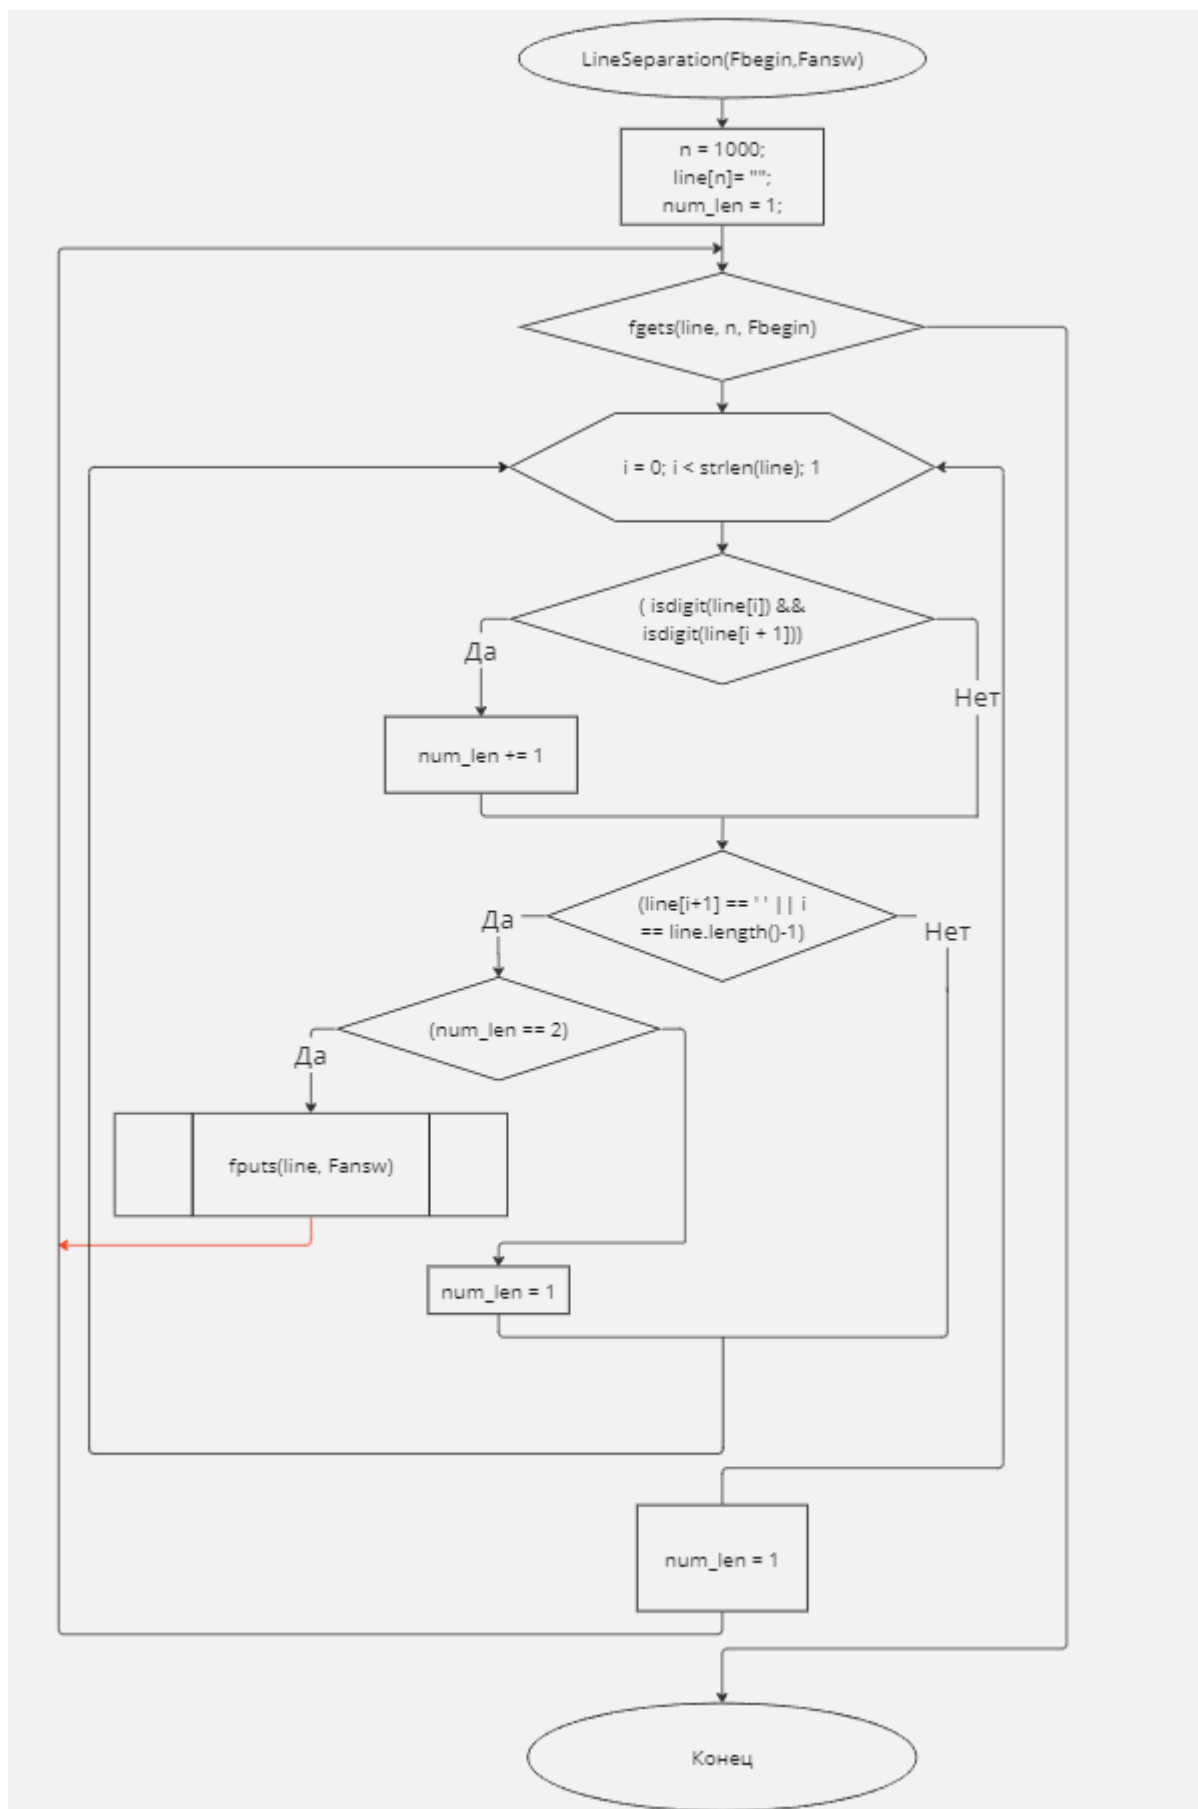 LineSeparation(Fbegin,Fansw)
n = 1000;
line[n]= "";
num_len = 1;
fgets(line, n, Fbegin)
i = 0; i < strlen(line); 1
( isdigit(line[i]) &&
isdigit(line[i + 1]))
Да
Нет
num_len += 1
(line[i+1] == ' ' || i
== line.length()-1)
Да
Нет
(num_len == 2)
Да
fputs(line, Fansw)
num_len = 1
num_len = 1
Конец